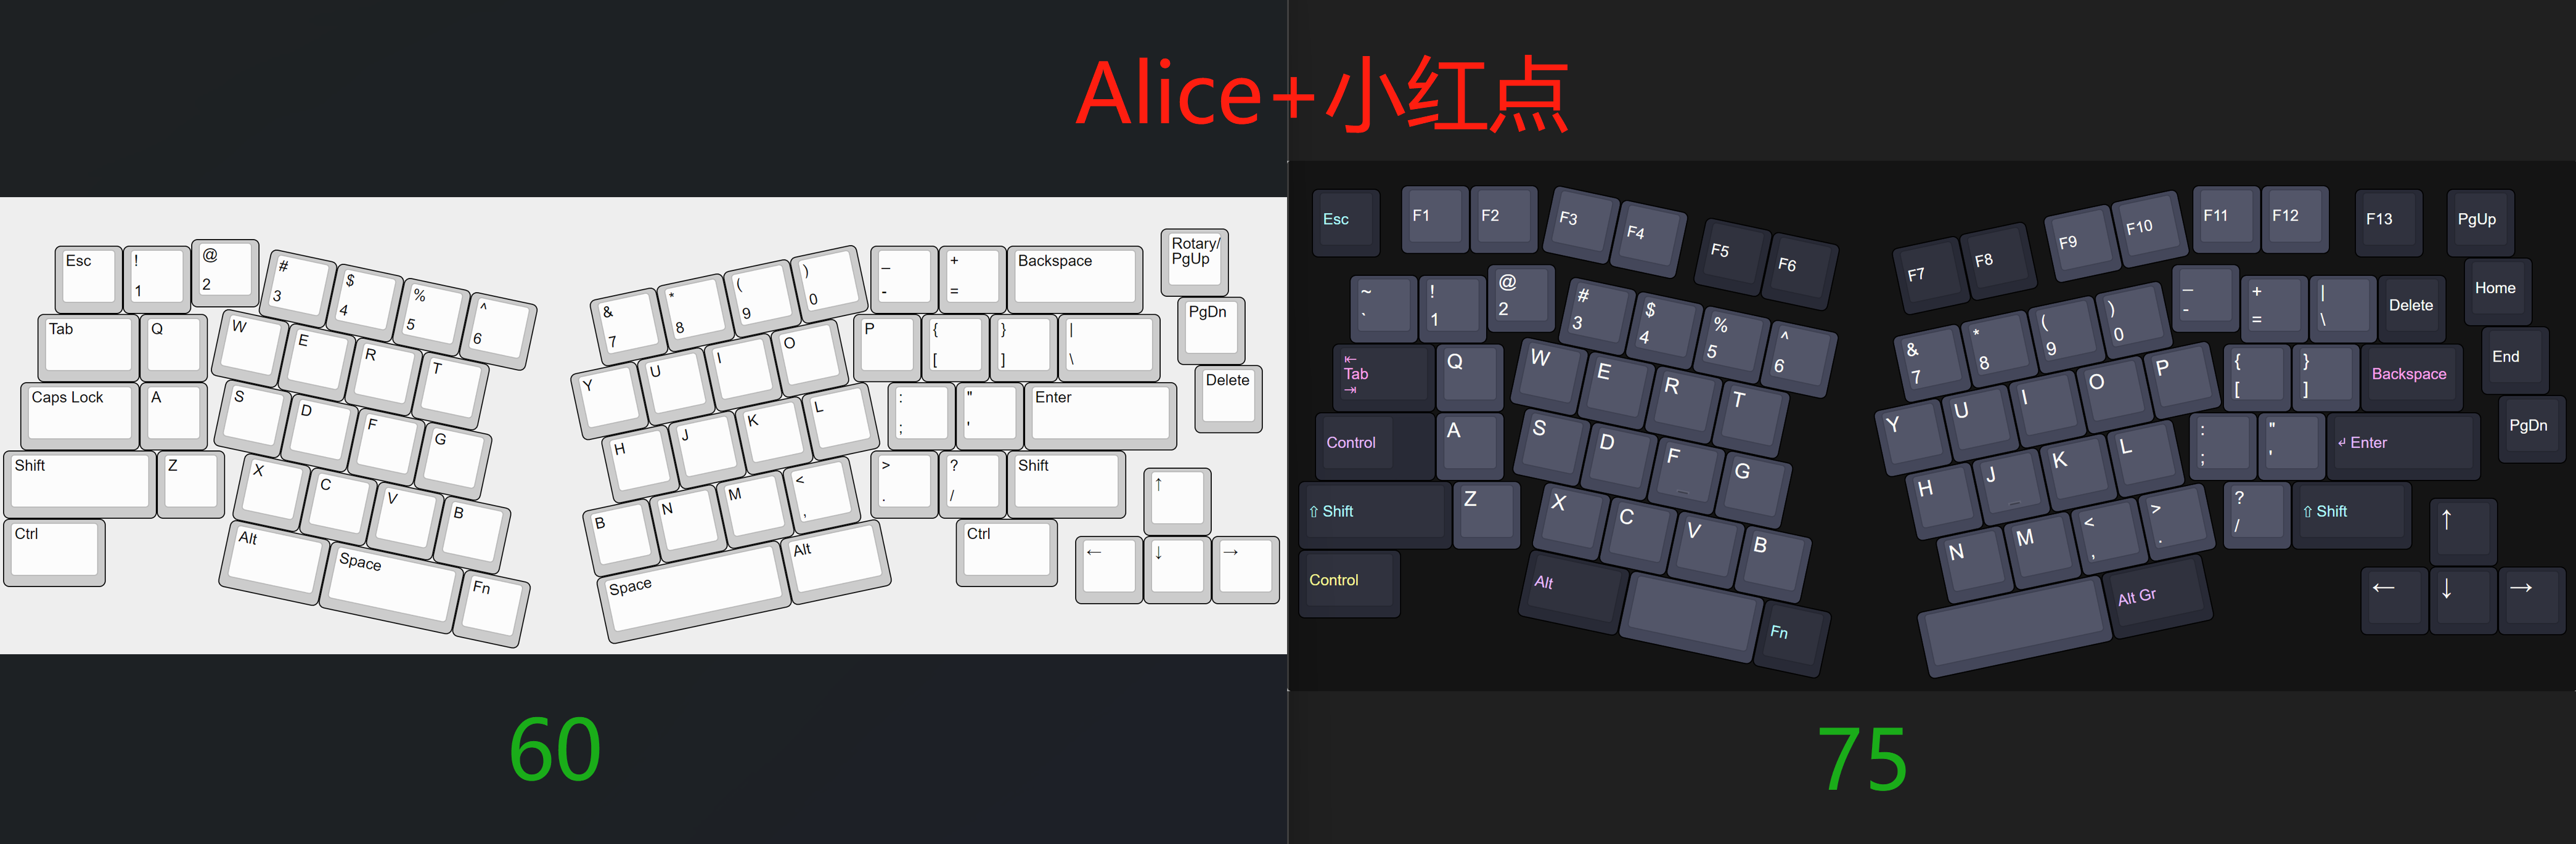 Alice+小红点
Esc ! 1 @ 2 # 3 $ 4 % 5 ^ 6 & 7 * 8 ( 9 ) 0 _ - + = Backspace Rotary/ PgUp
Tab Q W E R T Y U I O P { [ } ] | \ PgDn
Caps Lock A S D F G H J K L : ; " ' Enter Delete
Shift Z X C V B B N M < , > . ? / Shift ↑
Ctrl Alt Space Fn Space Alt Ctrl ← ↓ →
60
Esc F1 F2 F3 F4 F5 F6 F7 F8 F9 F10 F11 F12 F13 PgUp
~ ` ! 1 @ 2 # 3 $ 4 % 5 ^ 6 & 7 * 8 ( 9 ) 0 _ - + = | \ Delete Home
⇤ Tab ⇥ Q W E R T Y U I O P { [ } ] Backspace End
Control A S D F _ G H J _ K L : ; " ' ↵ Enter PgDn
⇧ Shift Z X C V B N M < , > . ? / ⇧ Shift ↑
Control Alt Fn Alt Gr ← ↓ →
75